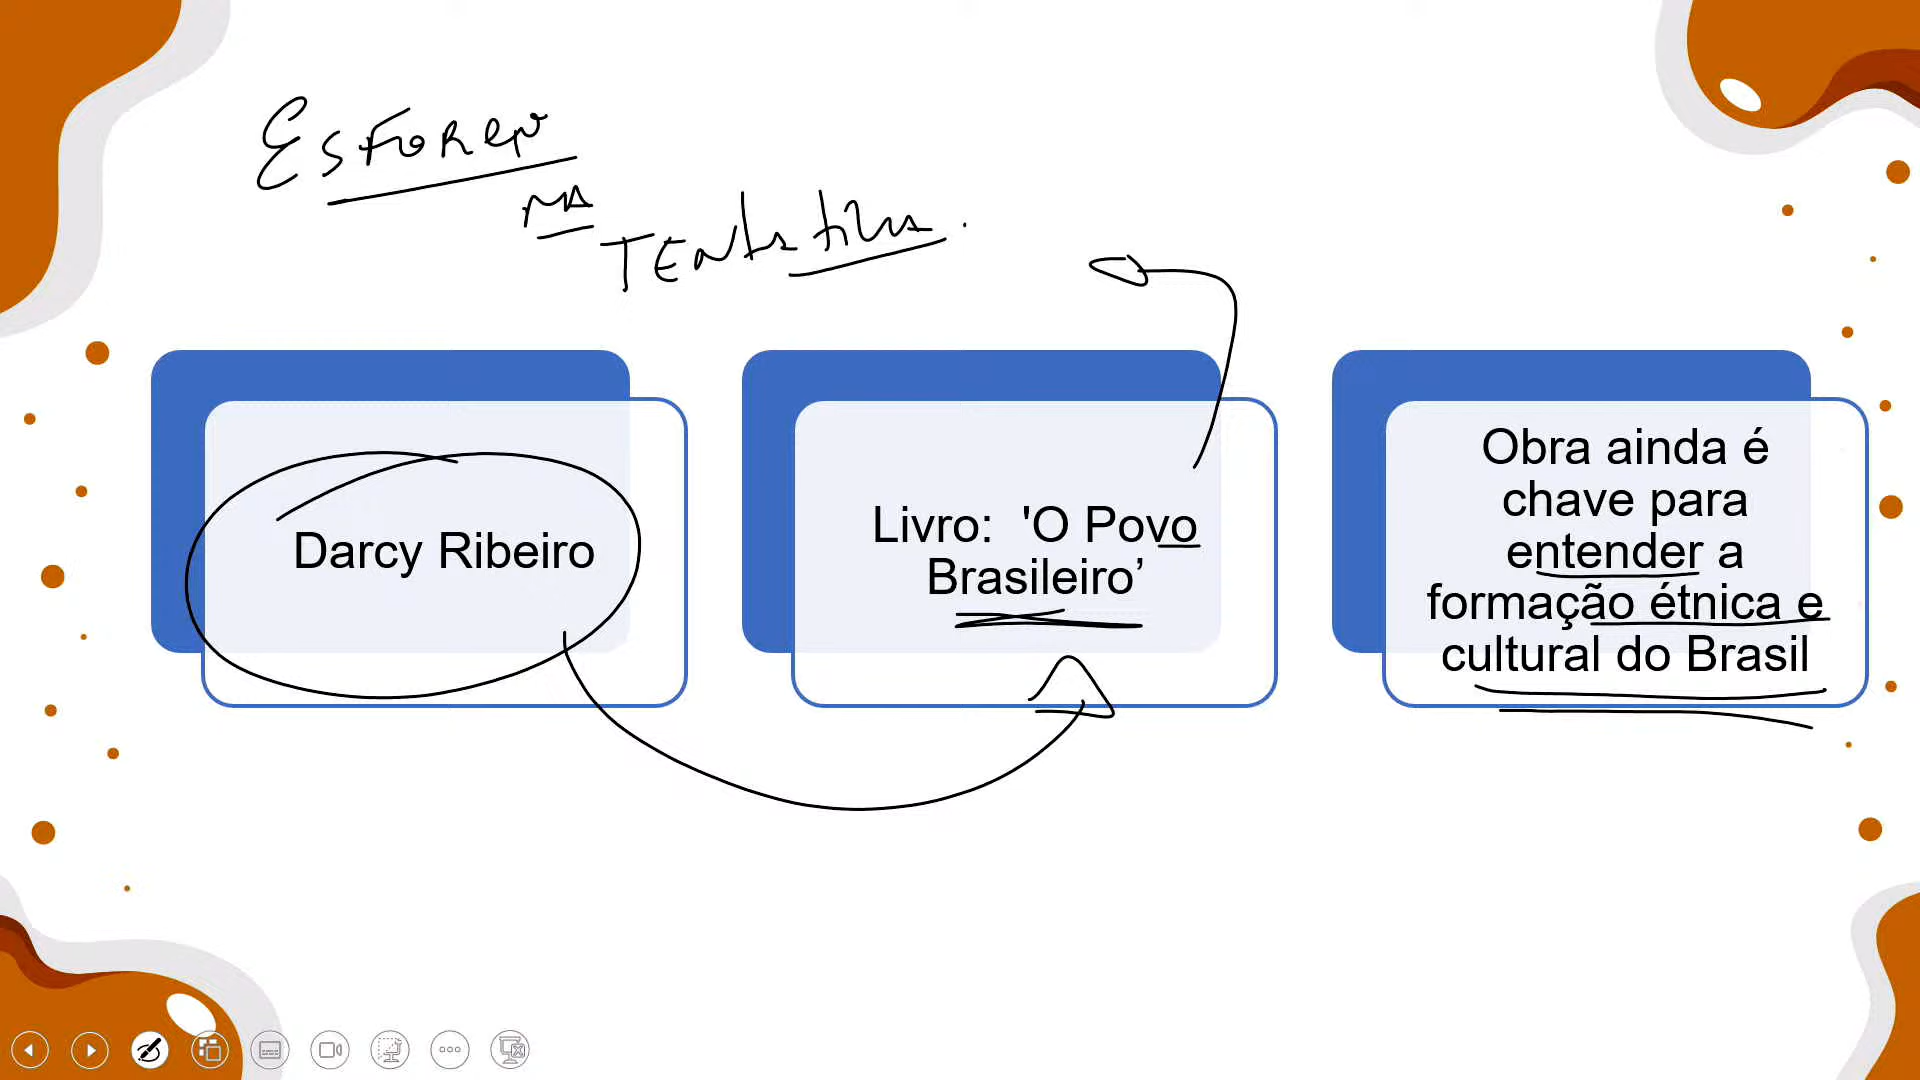 Esforço
na
Tentativa.
Darcy Ribeiro
Livro: 'O Povo
Brasileiro’
Obra ainda é
chave para
entender a
formação étnica e
cultural do Brasil